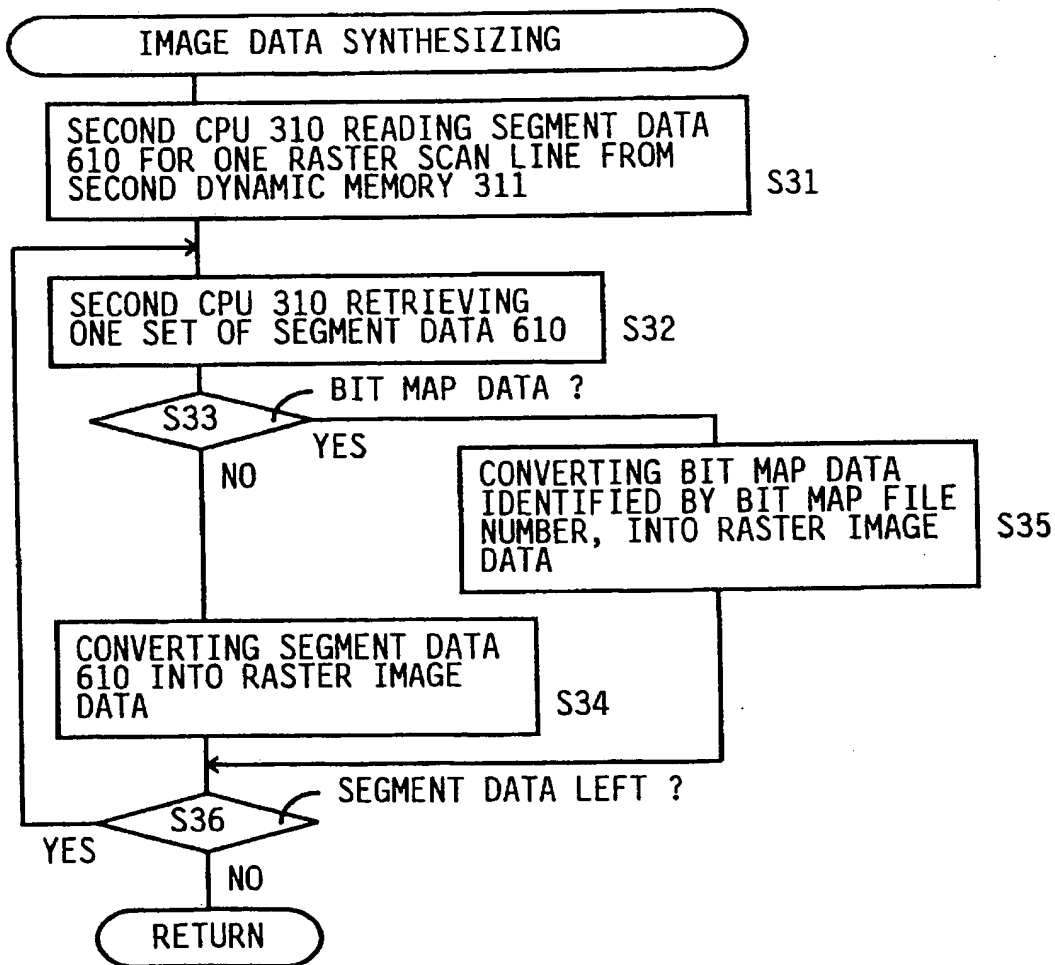 IMAGE DATA SYNTHESIZING
SECOND CPU 310 READING SEGMENT DATA
610 FOR ONE RASTER SCAN LINE FROM
SECOND DYNAMIC MEMORY 311
S31
SECOND CPU 310 RETRIEVING
ONE SET OF SEGMENT DATA 610
S32
BIT MAP DATA ?
S33
YES
NO
CONVERTING BIT MAP DATA
IDENTIFIED BY BIT MAP FILE
NUMBER, INTO RASTER IMAGE
DATA
S35
CONVERTING SEGMENT DATA
610 INTO RASTER IMAGE
DATA
S34
SEGMENT DATA LEFT ?
S36
YES
NO
RETURN